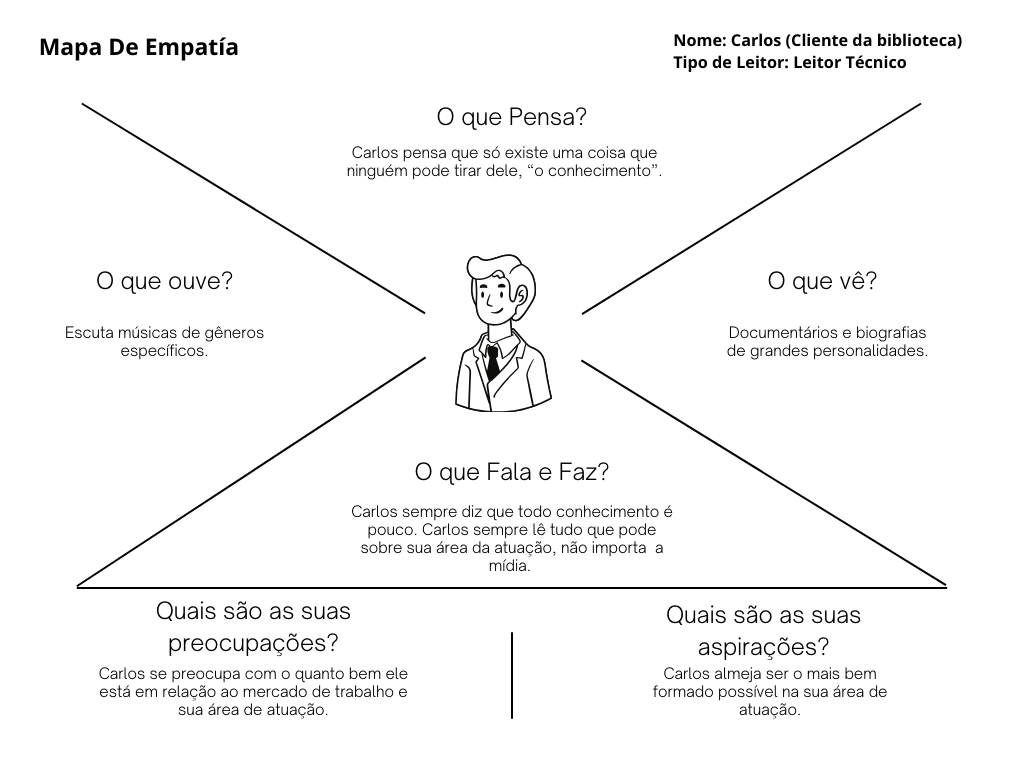 Mapa De Empatía
Nome: Carlos (Cliente da biblioteca)
Tipo de Leitor: Leitor Técnico
O que Pensa?
Carlos pensa que só existe uma coisa que
ninguém pode tirar dele, “o conhecimento”.
O que ouve?
Escuta músicas de gêneros
específicos.
O que vê?
Documentários e biografias
de grandes personalidades.
O que Fala e Faz?
Carlos sempre diz que todo conhecimento é
pouco. Carlos sempre lê tudo que pode
sobre sua área da atuação, não importa  a
mídia.
Quais são as suas
preocupações?
Carlos se preocupa com o quanto bem ele
está em relação ao mercado de trabalho e
sua área de atuação.
Quais são as suas
aspirações?
Carlos almeja ser o mais bem
formado possível na sua área de
atuação.